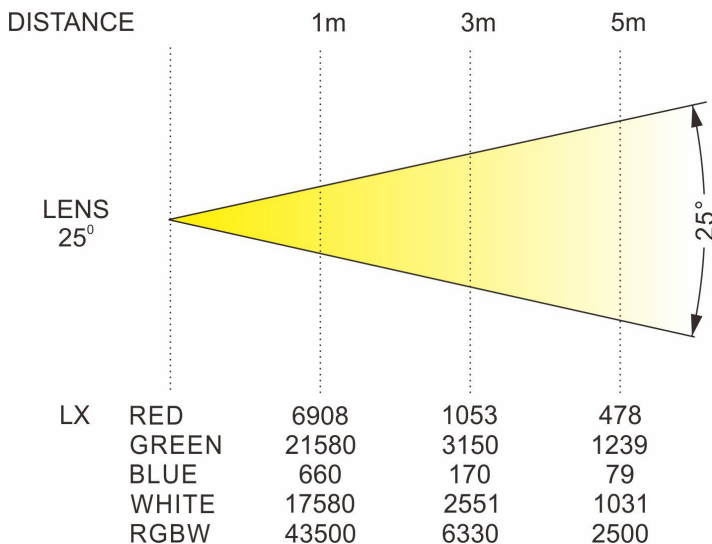 DISTANCE 1m 3m 5m
LENS
25⁰
25°
LX RED 6908 1053 478
GREEN 21580 3150 1239
BLUE 660 170 79
WHITE 17580 2551 1031
RGBW 43500 6330 2500